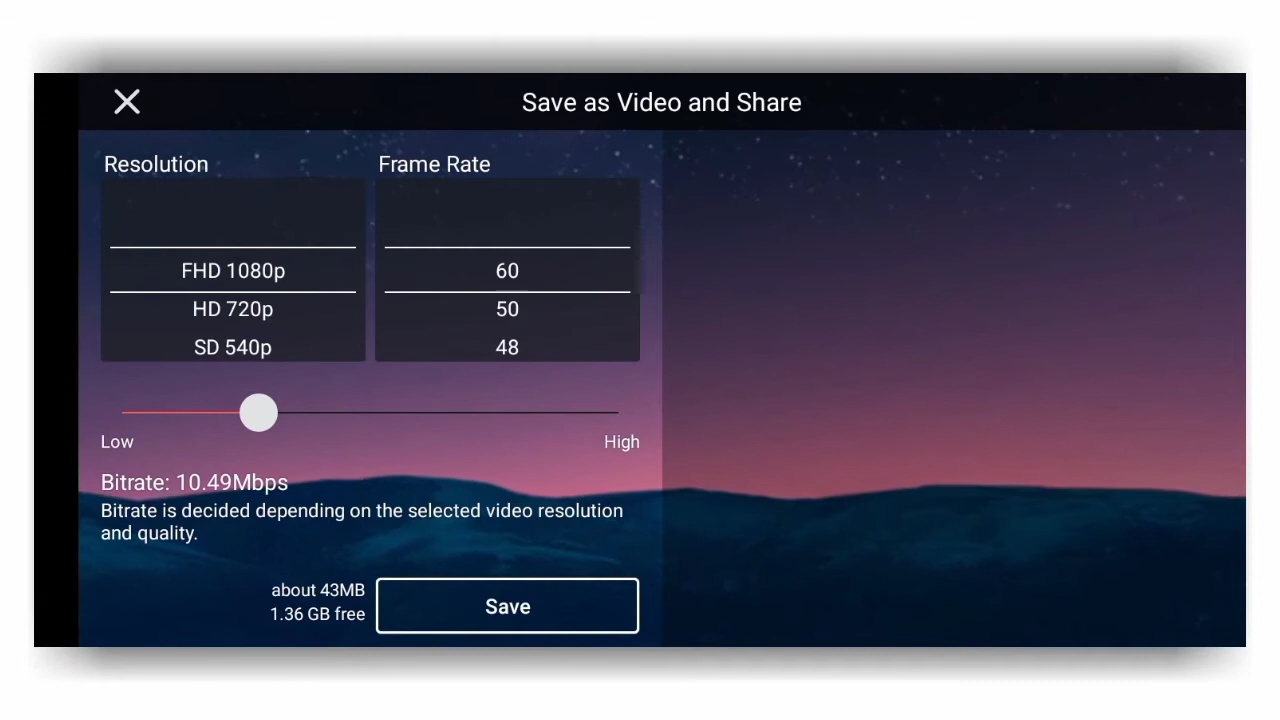 Save as Video and Share
Resolution
Frame Rate
FHD 1080p
HD 720p
SD 540p
60
50
48
Low
High
Bitrate: 10.49Mbps
Bitrate is decided depending on the selected video resolution
and quality.
about 43MB
1.36 GB free
Save